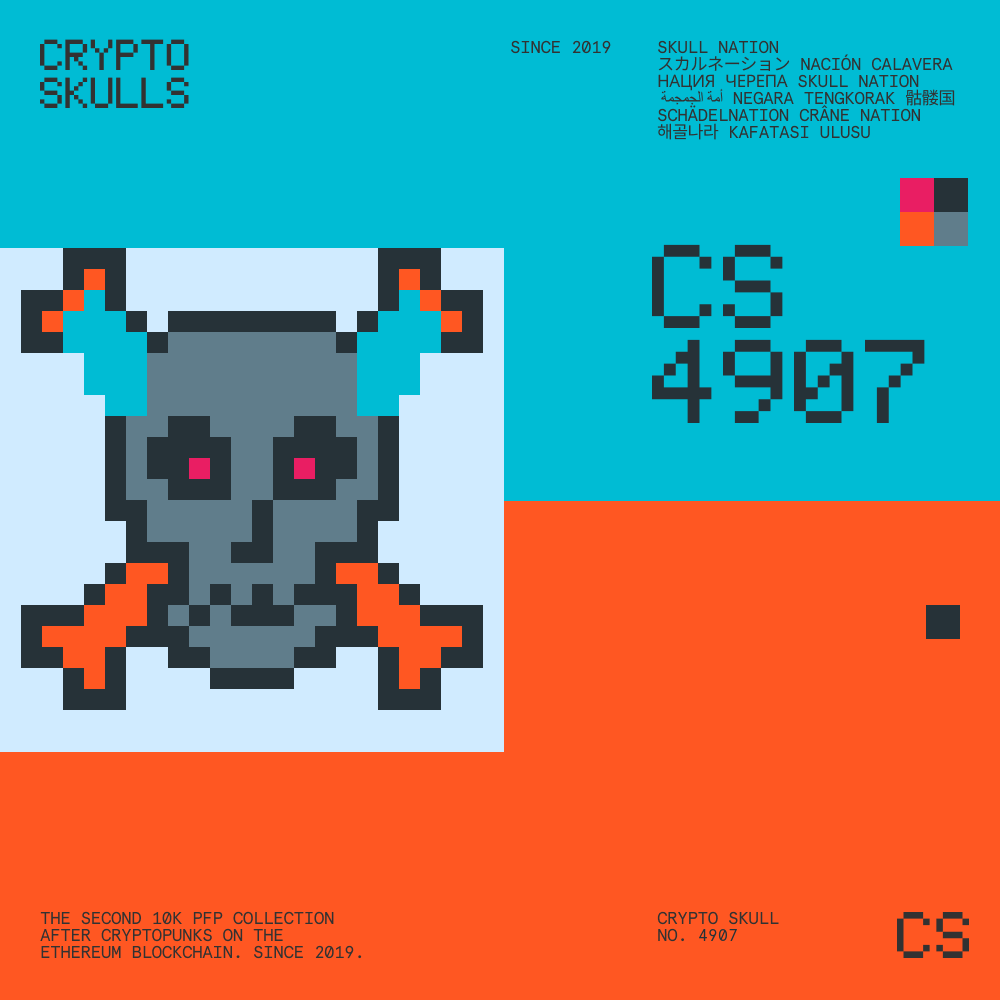 CRYPTO
SKULLS
SINCE 2019
SKULL NATION
スカルネーション NACIÓN CALAVERA
НАЦИЯ ЧЕРЕПА SKULL NATION
أمة الجمجمة NEGARA TENGKORAK 骷髅国
SCHÄDELNATION CRÂNE NATION
해골나라 KAFATASI ULUSU
CS
4907
THE SECOND 10K PFP COLLECTION
AFTER CRYPTOPUNKS ON THE
ETHEREUM BLOCKCHAIN. SINCE 2019.
CRYPTO SKULL
NO. 4907
CS